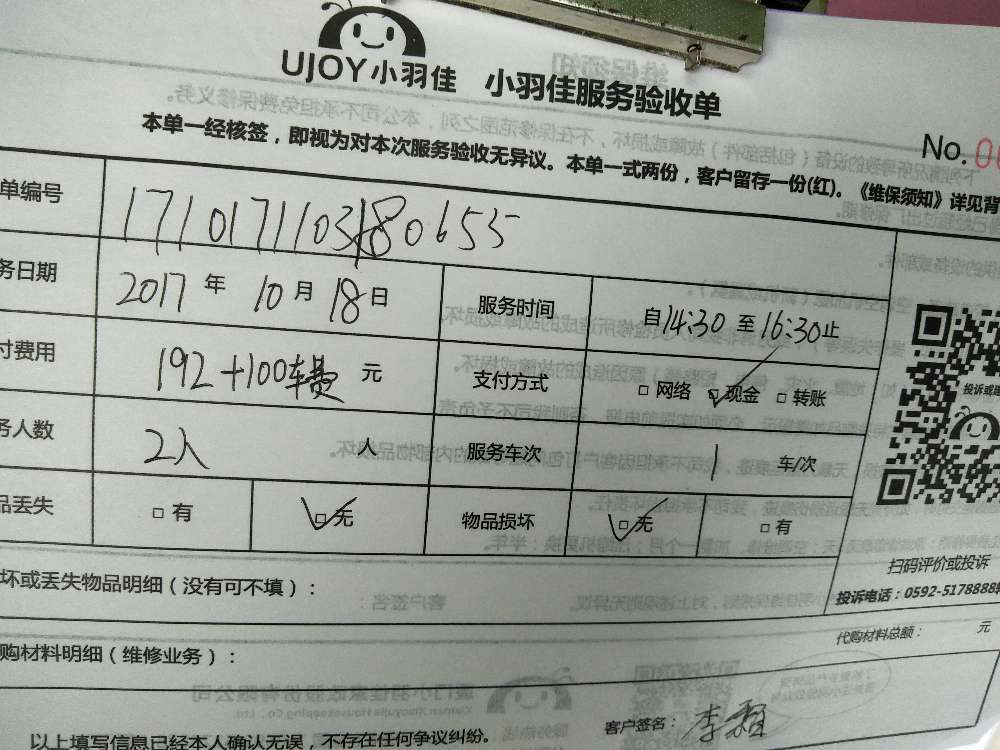 UJOY小羽佳 小羽佳服务验收单
本单一经核签，即视为对本次服务验收无异议。本单一式两份，客户留存一份(红)。《维保须知》详见背
No. 0
单编号 171017110318 0655
务日期 2017 年 10 月 18 日 服务时间 自14:30 至 16:30止
付费用 192+100车费 元 支付方式 □ 网络 □ 现金 □ 转账
务人数 2人 人 服务车次 1 车/次
品丢失 □ 有 □ 无 物品损坏 □ 无 □ 有
投诉或
扫码评价或投诉
坏或丢失物品明细（没有可不填）：
投诉电话：0592-5178888
购材料明细（维修业务）：
代购材料总额： 元
以上填写信息已经本人确认无误，不存在任何争议纠纷。
客户签名： 李